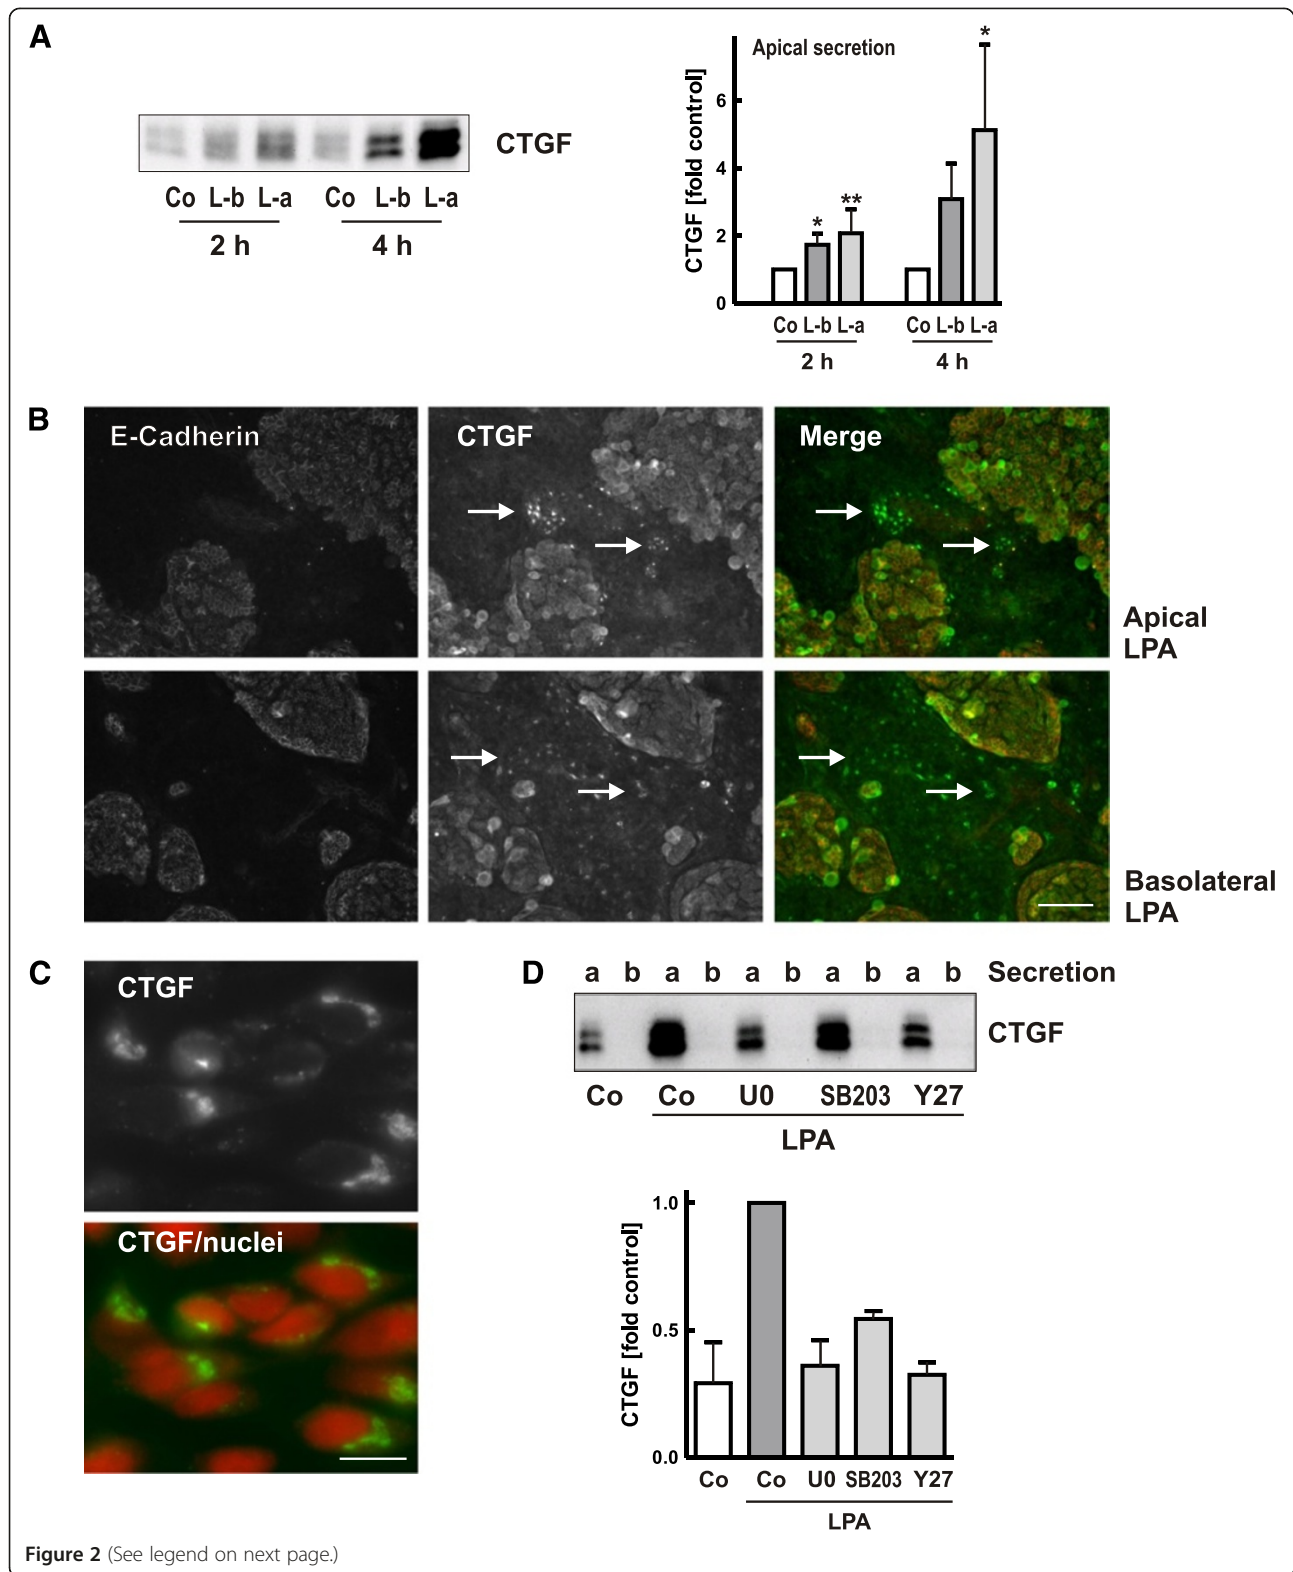 A
CTGF
Co L-b L-a Co L-b L-a
2 h 4 h
Apical secretion
CTGF [fold control]
6
4
2
0
Co L-b L-a Co L-b L-a
2 h 4 h
* ** *
B
E-Cadherin CTGF Merge
Apical
LPA
Basolateral
LPA
C
CTGF
CTGF/nuclei
D
a b a b a b a b a b Secretion
CTGF
Co Co U0 SB203 Y27
LPA
CTGF [fold control]
1.0
0.5
0.0
Co Co U0 SB203 Y27
LPA
Figure 2 (See legend on next page.)